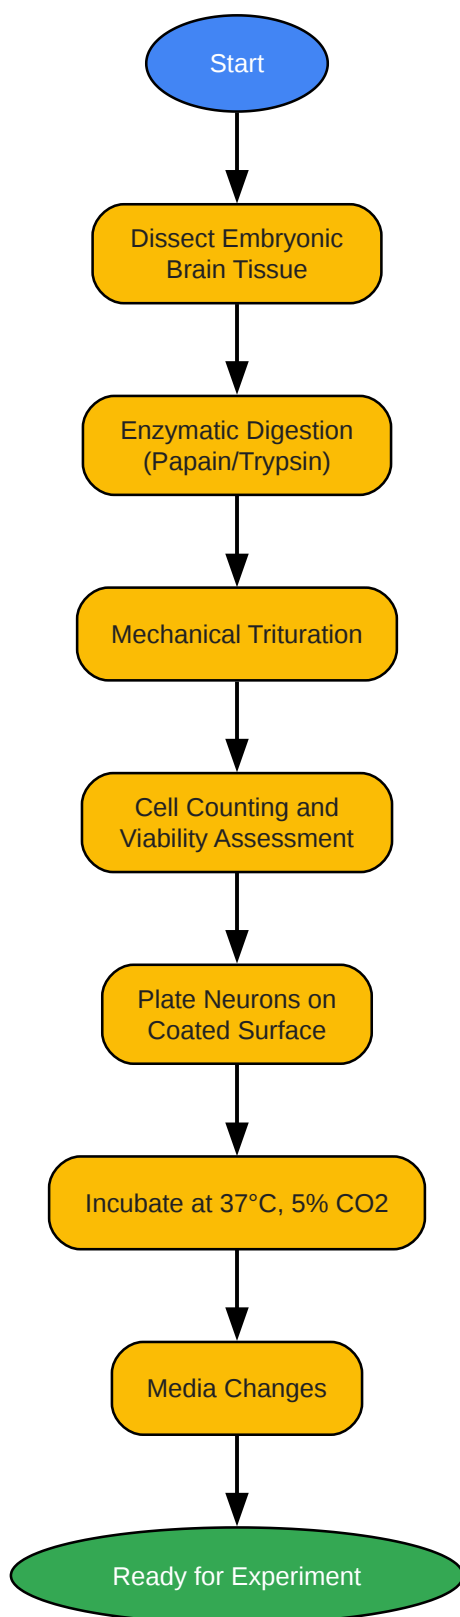 Start
Dissect Embryonic
Brain Tissue
Enzymatic Digestion
(Papain/Trypsin)
Mechanical Trituration
Cell Counting and
Viability Assessment
Plate Neurons on
Coated Surface
Incubate at 37°C, 5% CO2
Media Changes
Ready for Experiment